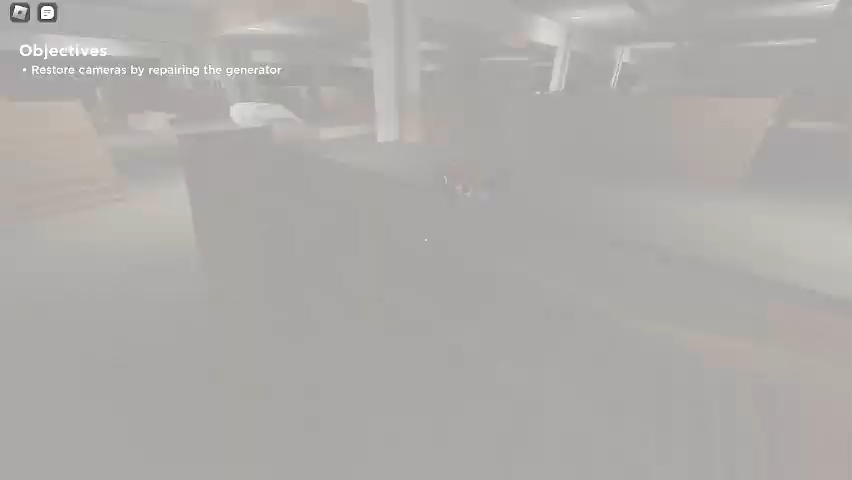 Objectives
• Restore cameras by repairing the generator